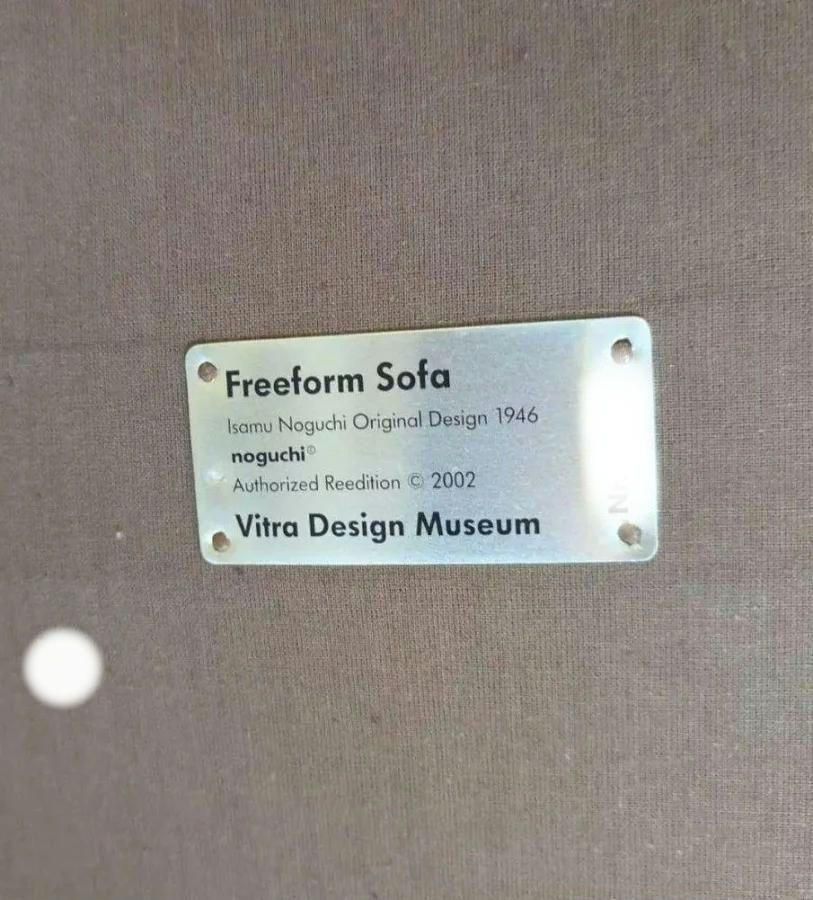 Freeform Sofa
Isamu Noguchi Original Design 1946
noguchi©
Authorized Reedition © 2002
Vitra Design Museum